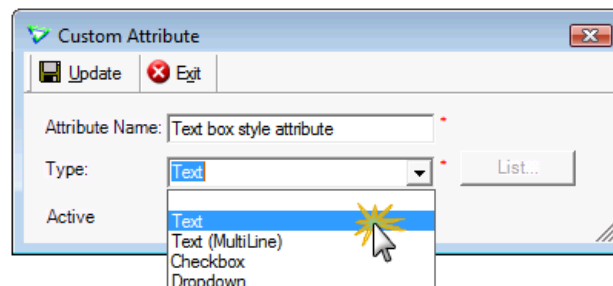 Custom Attribute
Update Exit
Attribute Name: Text box style attribute *
Type: Text * List...
Active
Text
Text (MultiLine)
Checkbox
Dropdown